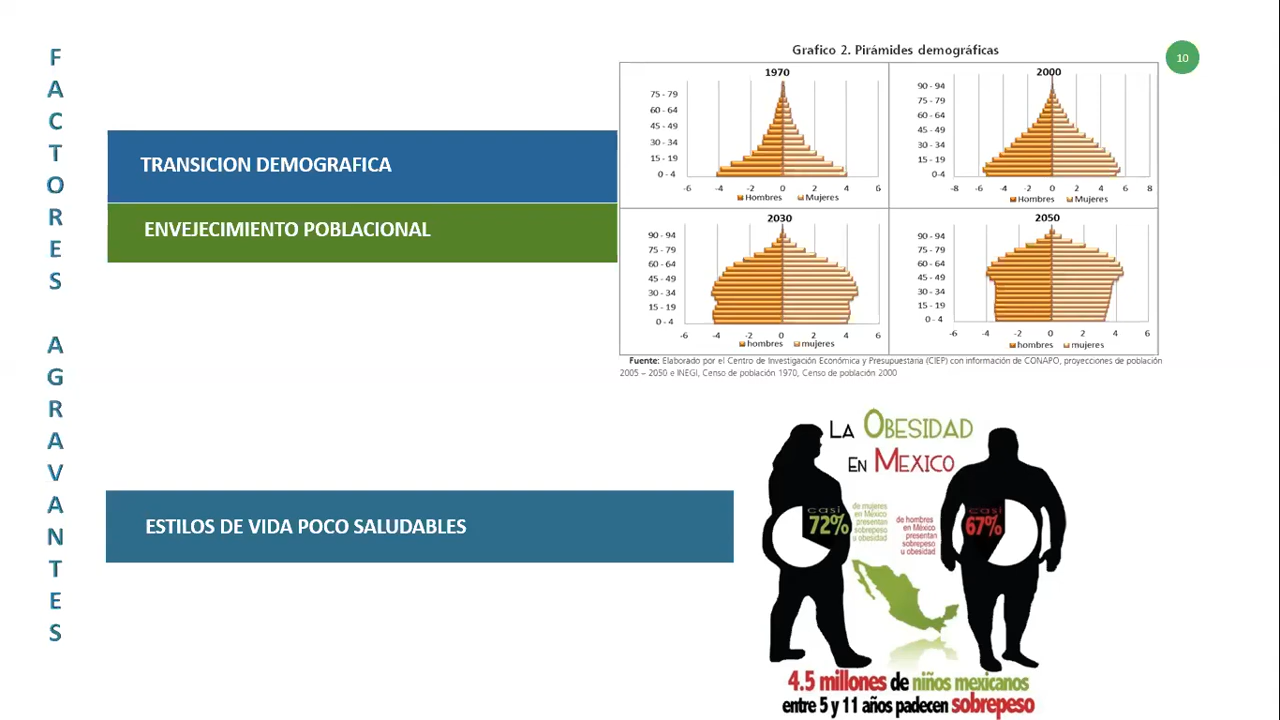 FACTORES AGRAVANTES
TRANSICION DEMOGRAFICA
ENVEJECIMIENTO POBLACIONAL
Grafico 2. Pirámides demográficas
10
1970
75 - 79
60 - 64
45 - 49
30 - 34
15 - 19
0 - 4
-6 -4 -2 0 2 4 6
Hombres Mujeres
2000
90 - 94
75 - 79
60 - 64
45 - 49
30 - 34
15 - 19
0-4
-8 -6 -4 -2 0 2 4 6 8
Hombres Mujeres
2030
90 - 94
75 - 79
60 - 64
45 - 49
30 - 34
15 - 19
0 - 4
-6 -4 -2 0 2 4 6
hombres mujeres
2050
90 - 94
75 - 79
60 - 64
45 - 49
30 - 34
15 - 19
0 - 4
-6 -4 -2 0 2 4 6
hombres mujeres
Fuente: Elaborado por el Centro de Investigación Económica y Presupuestaria (CIEP) con información de CONAPO, proyecciones de población
2005 – 2050 e INEGI, Censo de población 1970, Censo de población 2000
ESTILOS DE VIDA POCO SALUDABLES
LA OBESIDAD
EN MEXICO
casi
72%
de mujeres
en México
presentan
sobrepeso
u obesidad
de hombres
en México
presentan
sobrepeso
u obesidad
casi
67%
4.5 millones de niños mexicanos
entre 5 y 11 años padecen sobrepeso